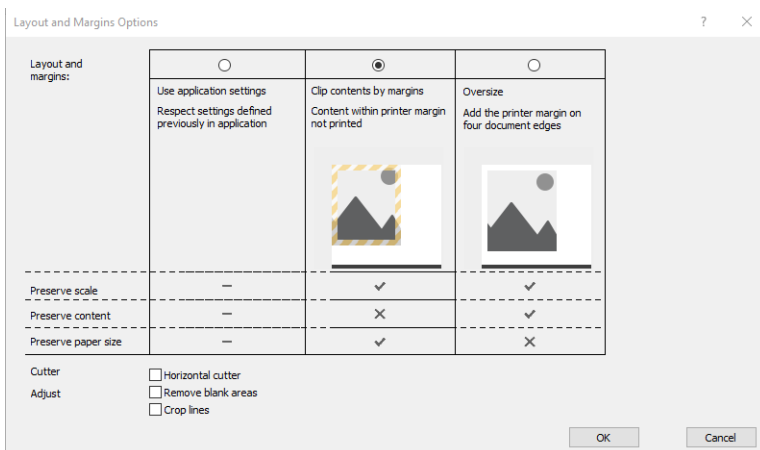 Layout and Margins Options
?
Layout and
margins:
Use application settings
Respect settings defined
previously in application
Clip contents by margins
Content within printer margin
not printed
Oversize
Add the printer margin on
four document edges
Preserve scale
Preserve content
Preserve paper size
Cutter
Horizontal cutter
Adjust
Remove blank areas
Crop lines
OK
Cancel